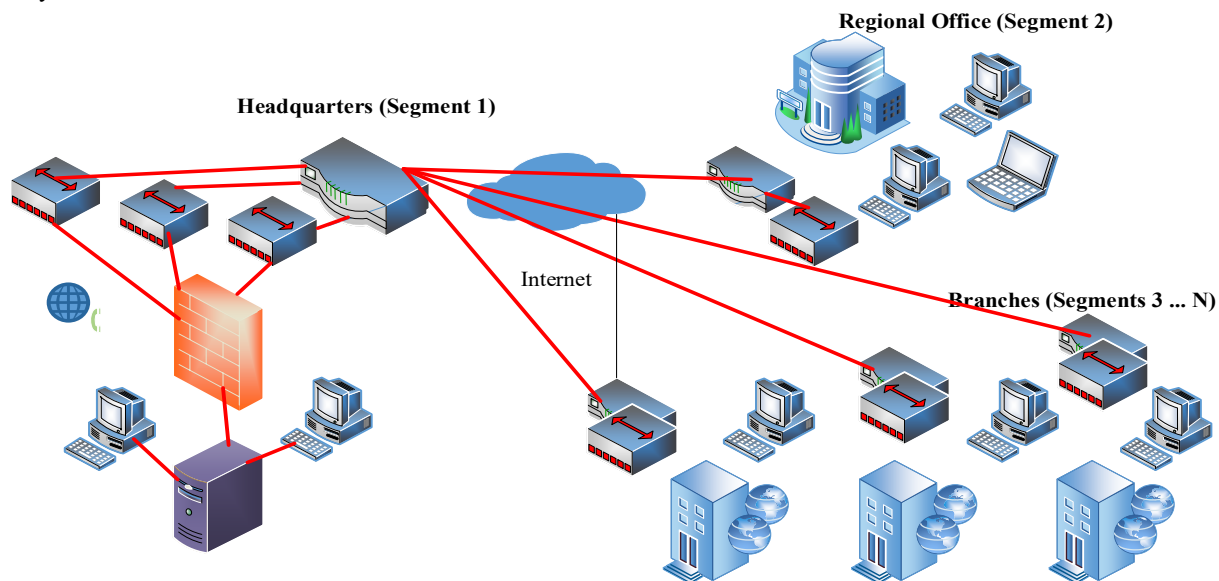 Regional Office (Segment 2)
Headquarters (Segment 1)
Internet
Branches (Segments 3 ... N)